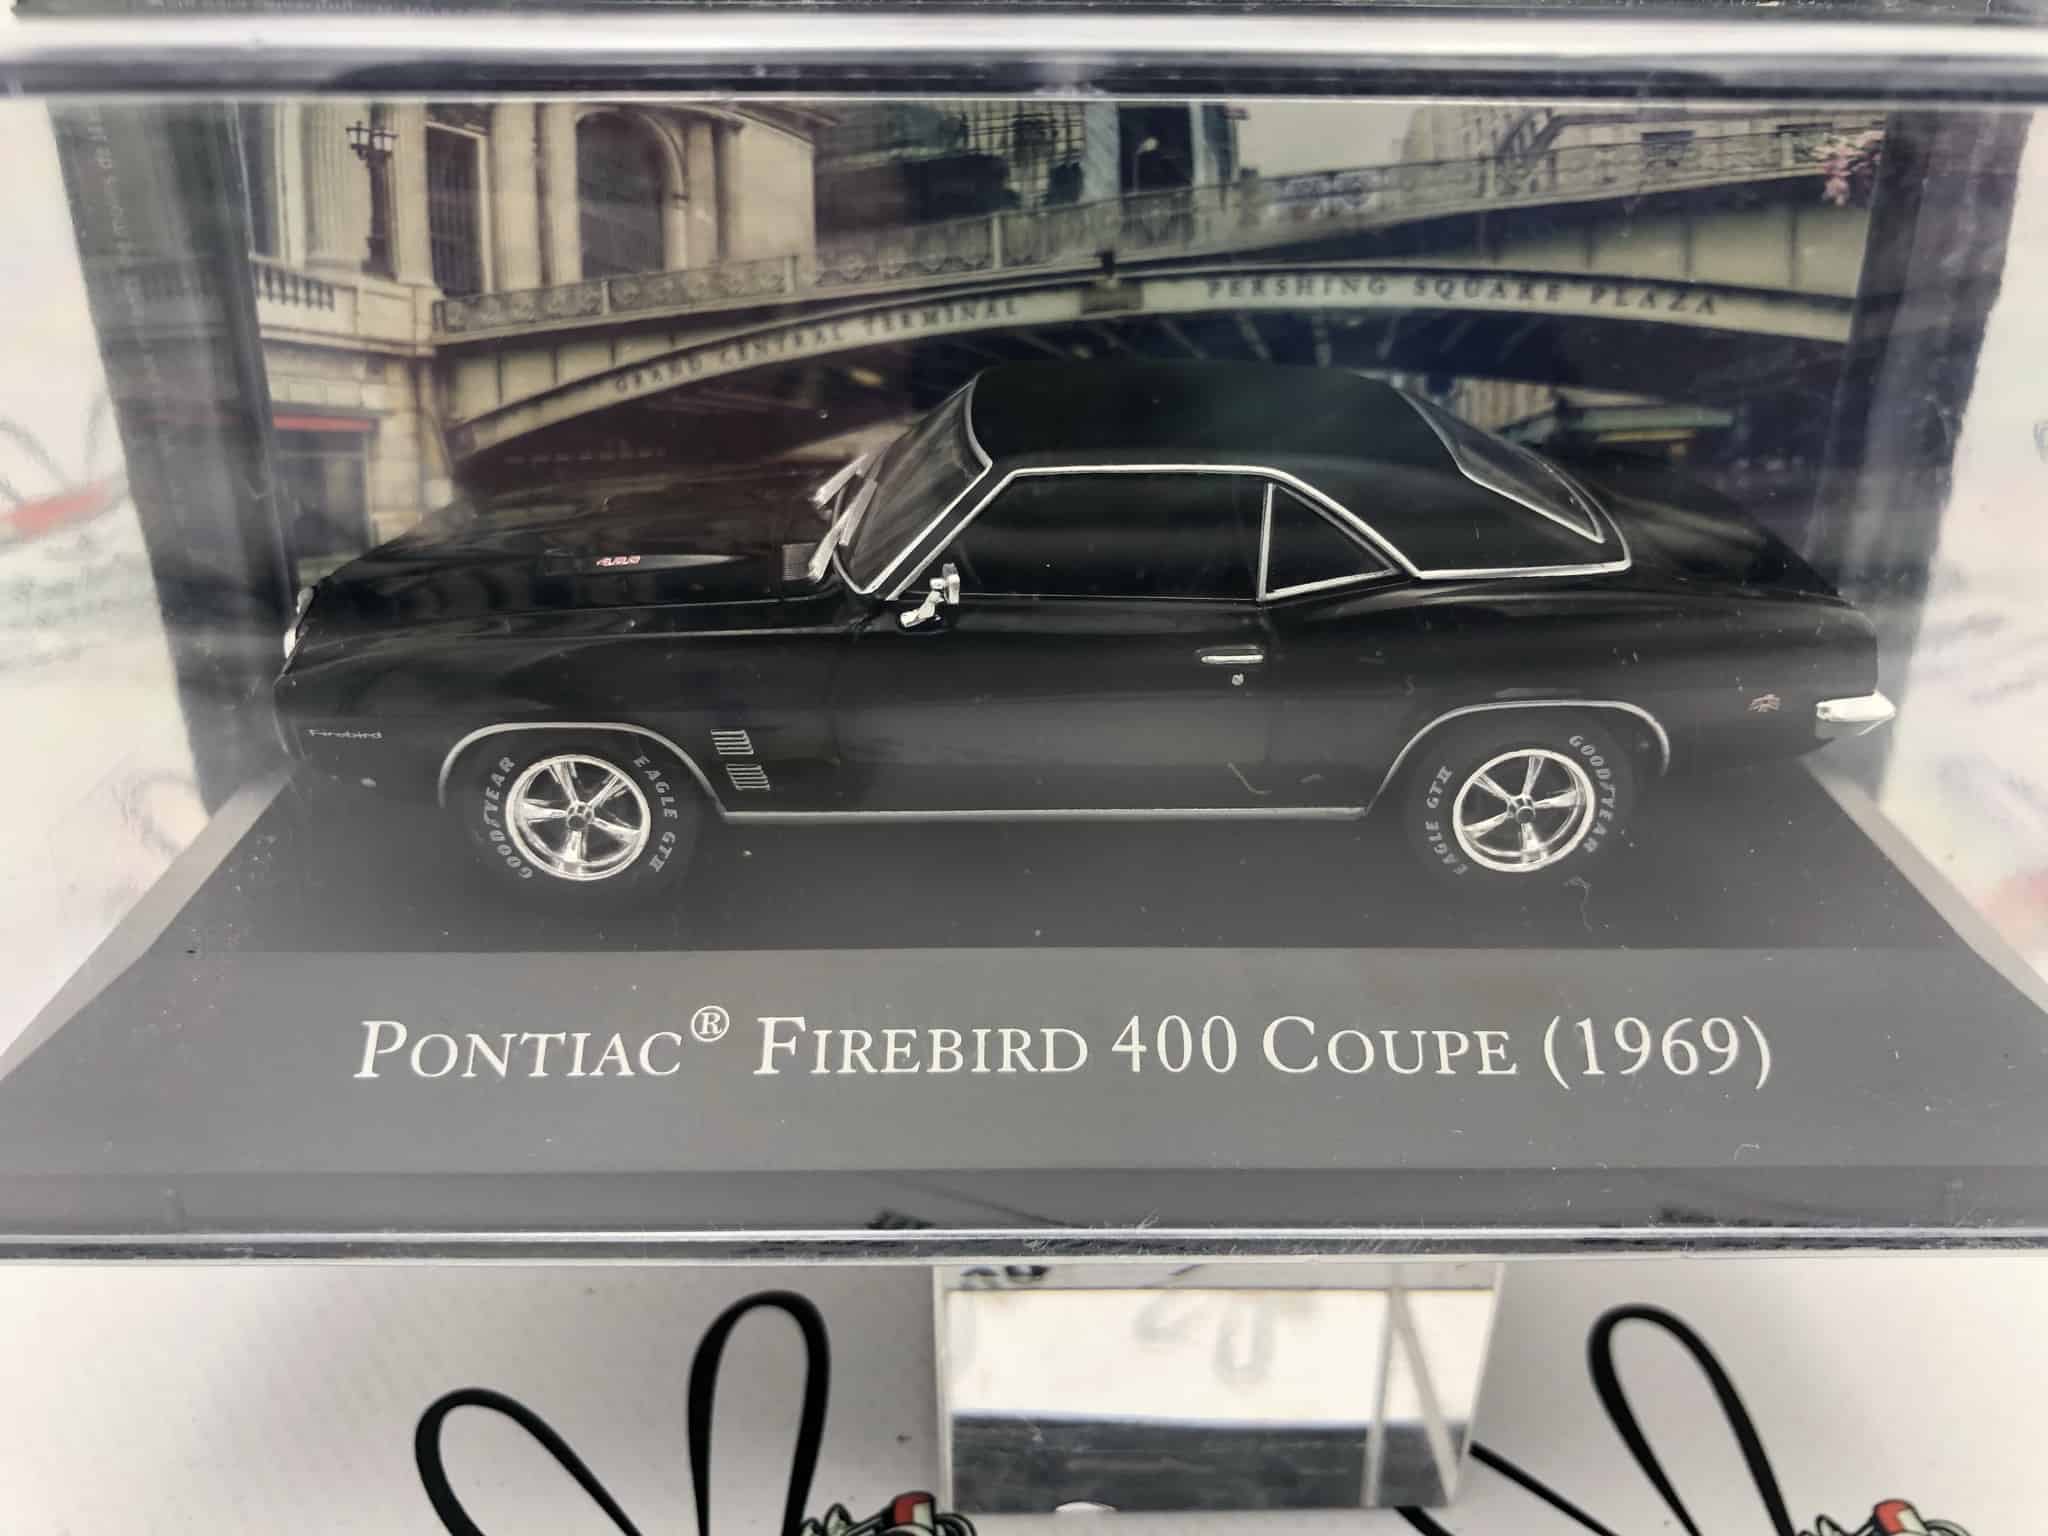 GRAND CENTRAL TERMINAL
PERSHING SQUARE PLAZA
400
Firebird
GOODYEAR
EAGLE GT II
EAGLE GT II
GOODYEAR
PONTIAC® FIREBIRD 400 COUPE (1969)